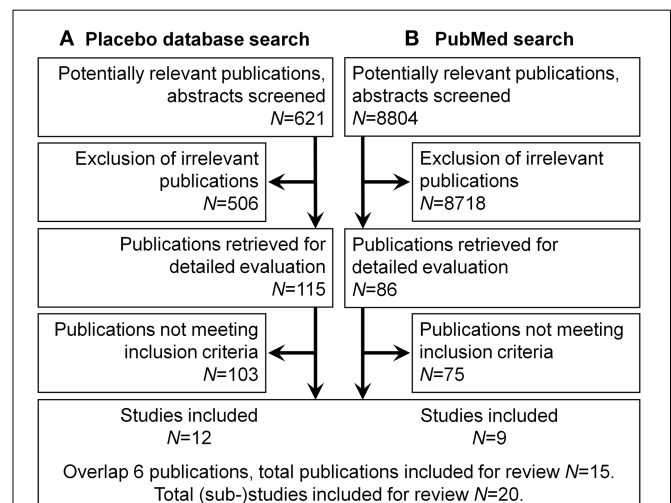 A Placebo database search
B PubMed search
Potentially relevant publications,
abstracts screened
N=621
Potentially relevant publications,
abstracts screened
N=8804
Exclusion of irrelevant
publications
N=506
Exclusion of irrelevant
publications
N=8718
Publications retrieved for
detailed evaluation
N=115
Publications retrieved for
detailed evaluation
N=86
Publications not meeting
inclusion criteria
N=103
Publications not meeting
inclusion criteria
N=75
Studies included
N=12
Studies included
N=9
Overlap 6 publications, total publications included for review N=15.
Total (sub-)studies included for review N=20.